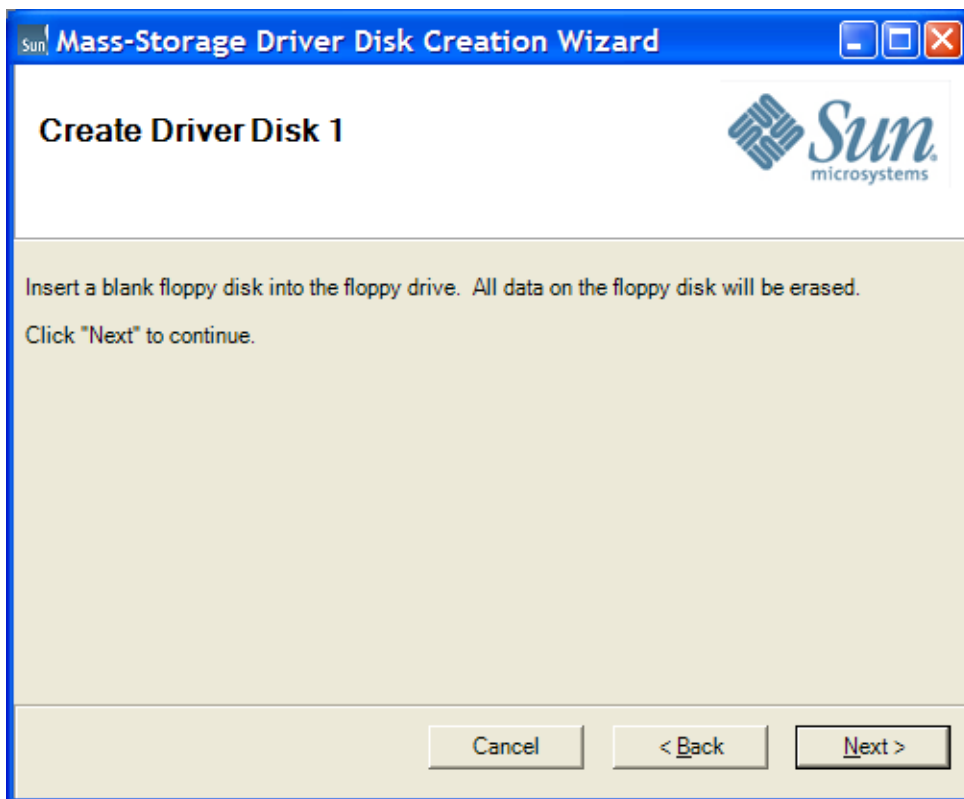 Sun Mass-Storage Driver Disk Creation Wizard
Create Driver Disk 1
Sun
microsystems
Insert a blank floppy disk into the floppy drive. All data on the floppy disk will be erased.
Click "Next" to continue.
Cancel < Back Next >